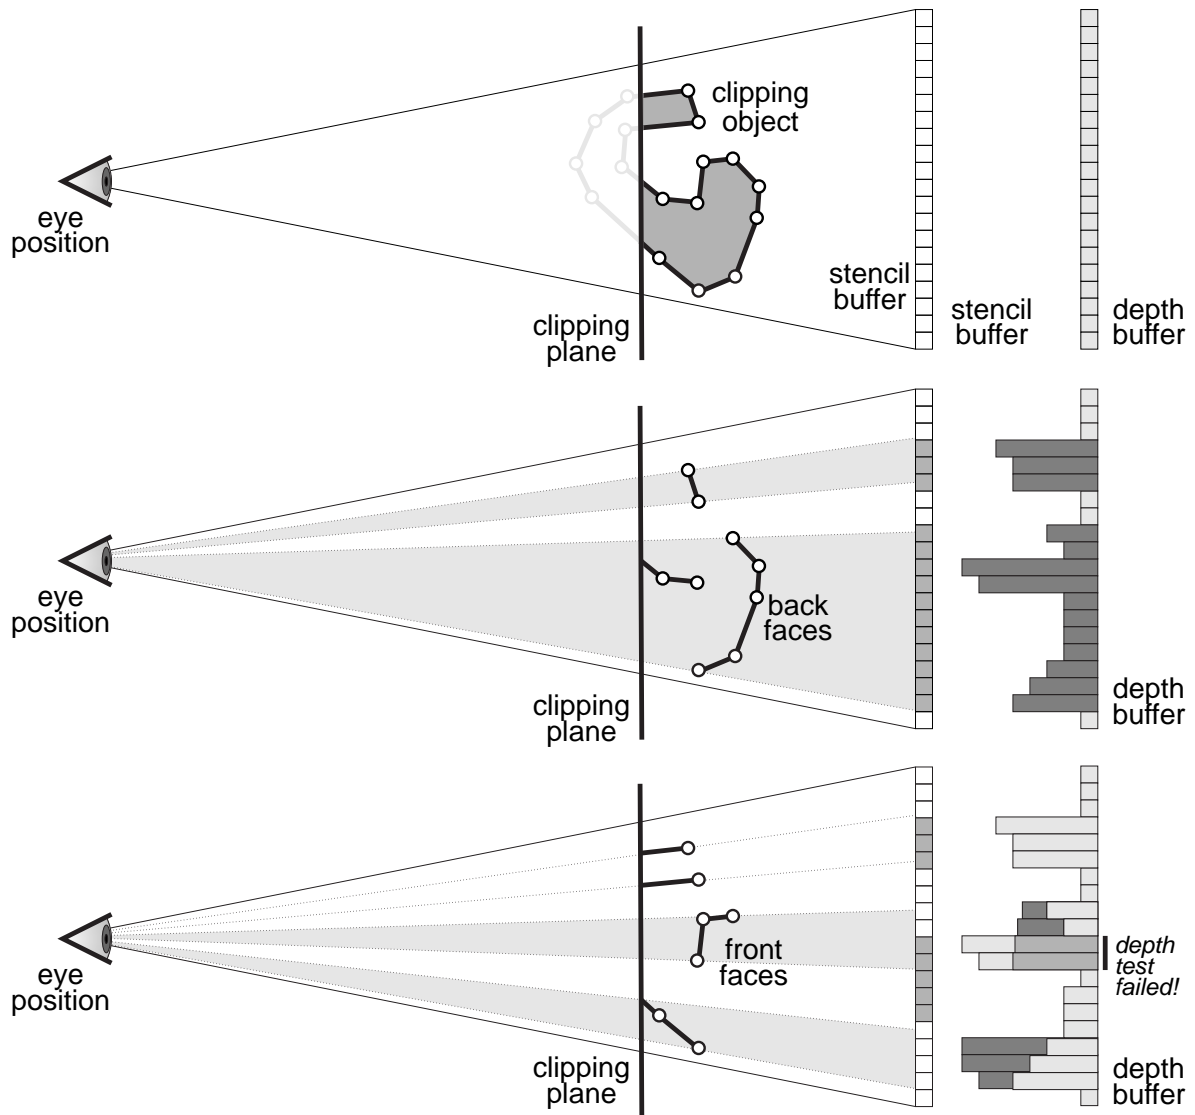 clipping
object
eye
position
stencil
buffer
stencil
buffer
depth
buffer
clipping
plane
eye
position
back
faces
clipping
plane
depth
buffer
eye
position
front
faces
depth
test
failed!
clipping
plane
depth
buffer